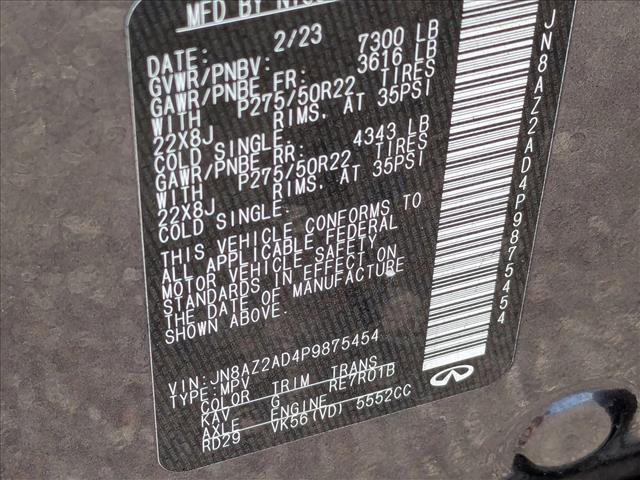 MFD BY
DATE: 2/23
GVWR/PNBV: 7300 LB
GAWR/PNBE FR: 3616 LB
WITH P275/50R22 TIRES
22X8J RIMS, AT 35PSI
COLD SINGLE.
GAWR/PNBE RR: 4343 LB
WITH P275/50R22 TIRES
22X8J RIMS, AT 35PSI
COLD SINGLE.
THIS VEHICLE CONFORMS TO
ALL APPLICABLE FEDERAL
MOTOR VEHICLE SAFETY
STANDARDS IN EFFECT ON
THE DATE OF MANUFACTURE
SHOWN ABOVE.
VIN:JN8AZ2AD4P9875454
TYPE:MPV
COLOR TRIM TRANS
KAV G RE7R01B
AXLE ENGINE
RD29 VK56(VD) 5552CC
JN8AZ2AD4P9875454